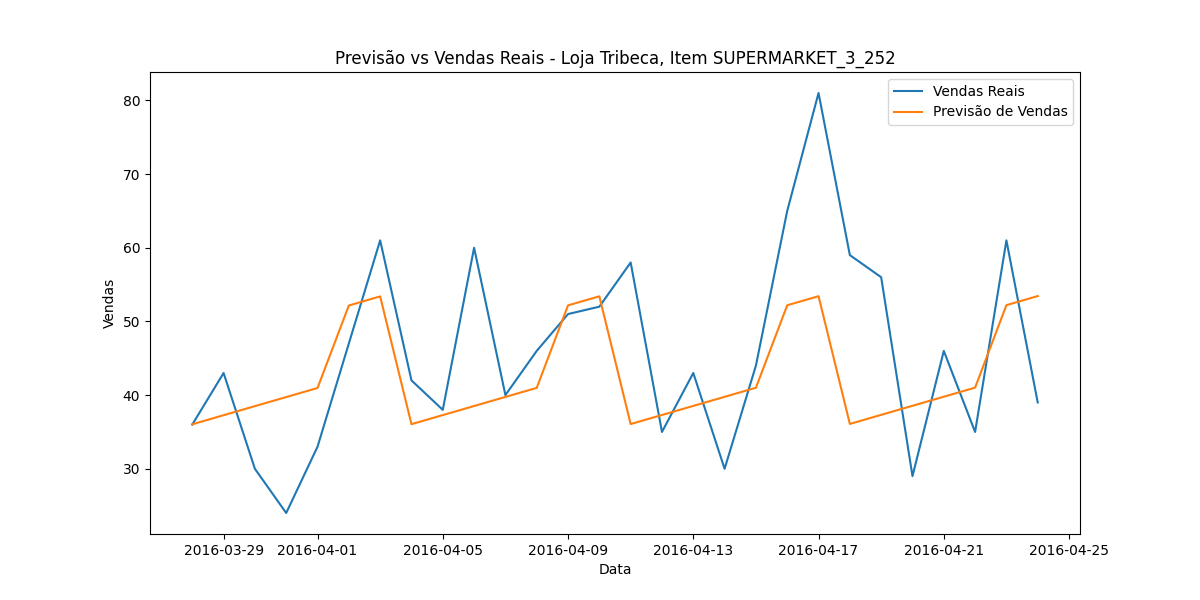 Previsão vs Vendas Reais - Loja Tribeca, Item SUPERMARKET_3_252
Vendas Reais
Previsão de Vendas
80
70
60
50
40
30
Vendas
2016-03-29 2016-04-01 2016-04-05 2016-04-09 2016-04-13 2016-04-17 2016-04-21 2016-04-25
Data